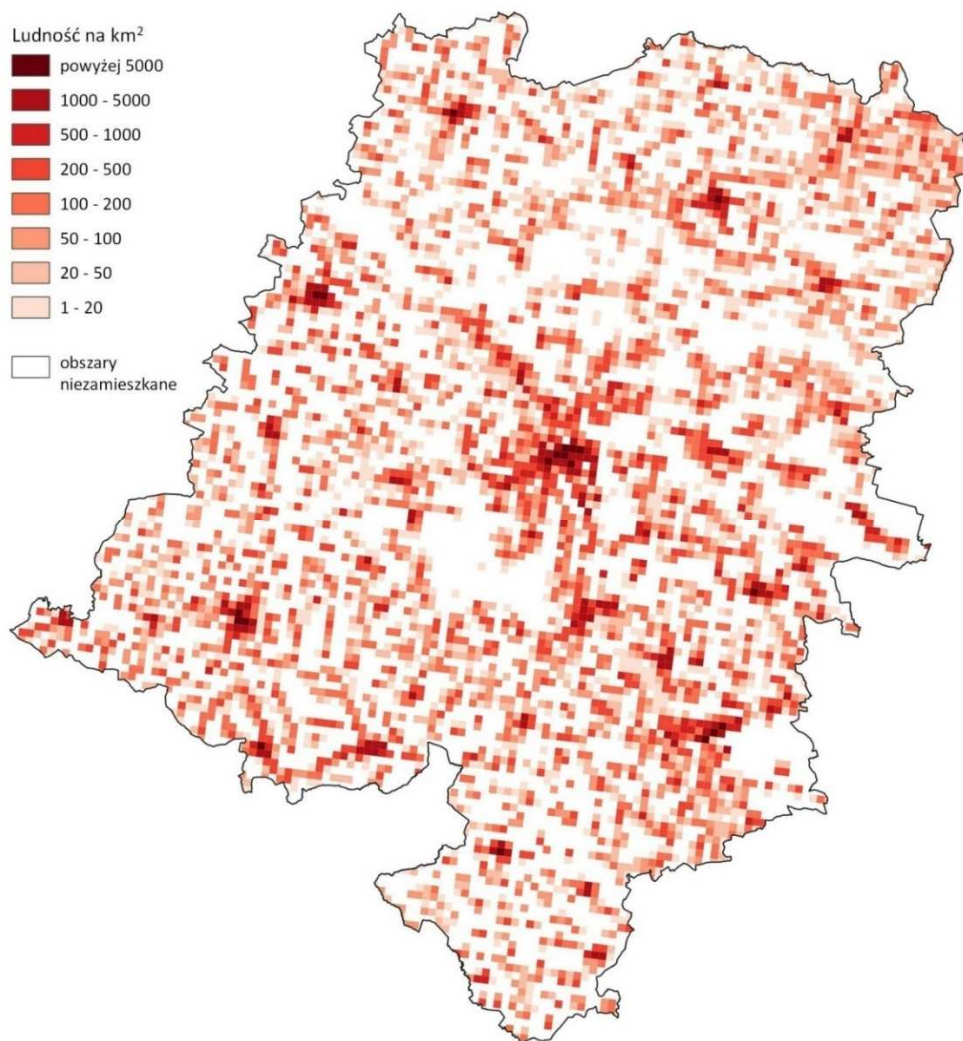 Ludność na km²
powyżej 5000
1000 - 5000
500 - 1000
200 - 500
100 - 200
50 - 100
20 - 50
1 - 20
obszary
niezamieszkane